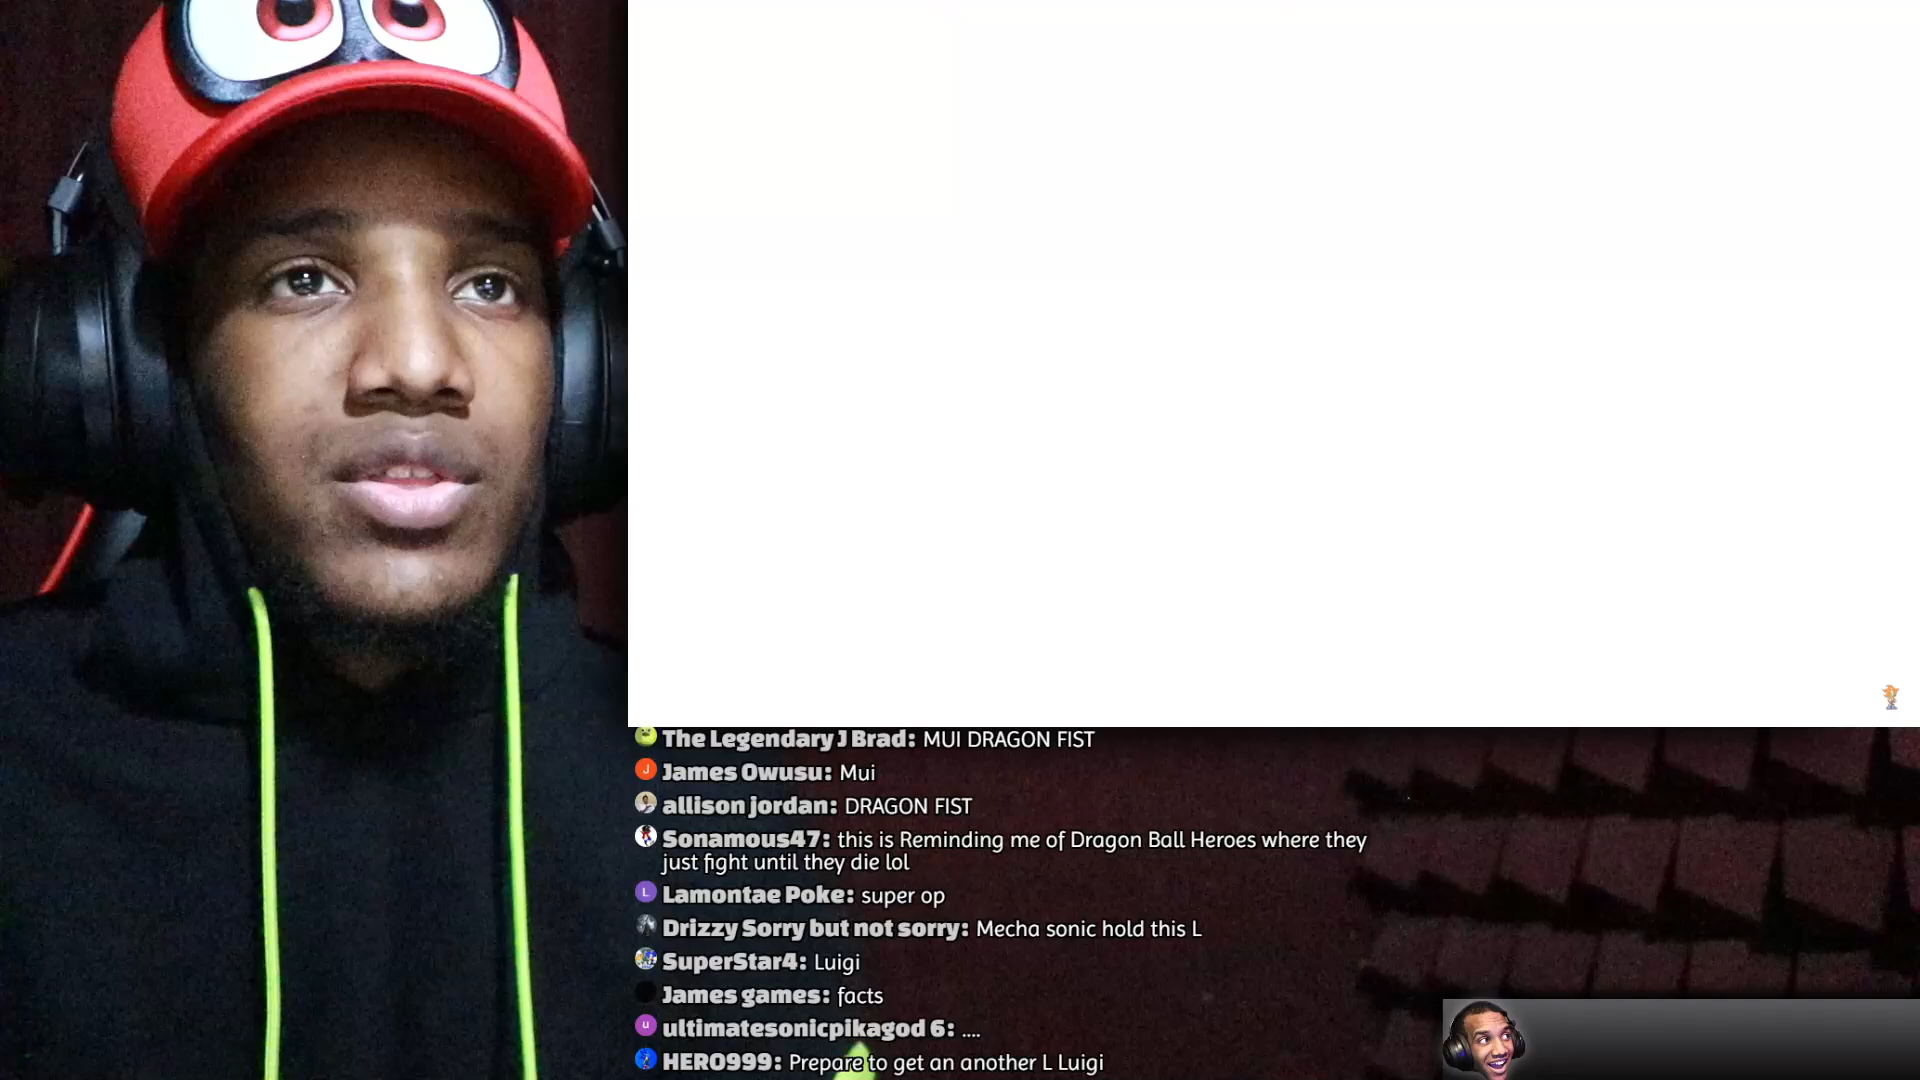 The Legendary J Brad: MUI DRAGON FIST
J James Owusu: Mui
allison jordan: DRAGON FIST
Sonamous47: this is Reminding me of Dragon Ball Heroes where they
just fight until they die lol
L Lamontae Poke: super op
Drizzy Sorry but not sorry: Mecha sonic hold this L
SuperStar4: Luigi
James games: facts
u ultimatesonicpikagod 6: ....
HERO999: Prepare to get an another L Luigi